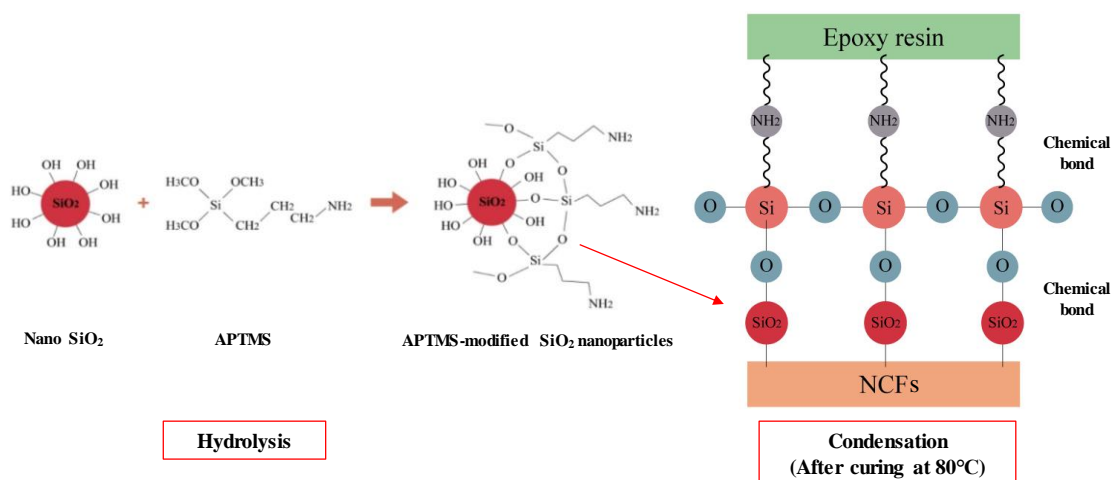 OH
OH
OH
HO
OH
SiO2
HO
OH
OH
OH
Nano SiO2
+
OCH3
H3CO
Si
H3CO
CH2
CH2
CH2
NH2
APTMS
O
Si
NH2
O
O
OH
OH
HO
HO
SiO2
O
Si
HO
OH
NH2
OH
O
O
Si
O
NH2
APTMS-modified SiO2 nanoparticles
Hydrolysis
Epoxy resin
NH2
NH2
NH2
Chemical
bond
O
Si
O
Si
O
Si
O
O
O
O
Chemical
bond
SiO2
SiO2
SiO2
NCFs
Condensation
(After curing at 80°C)